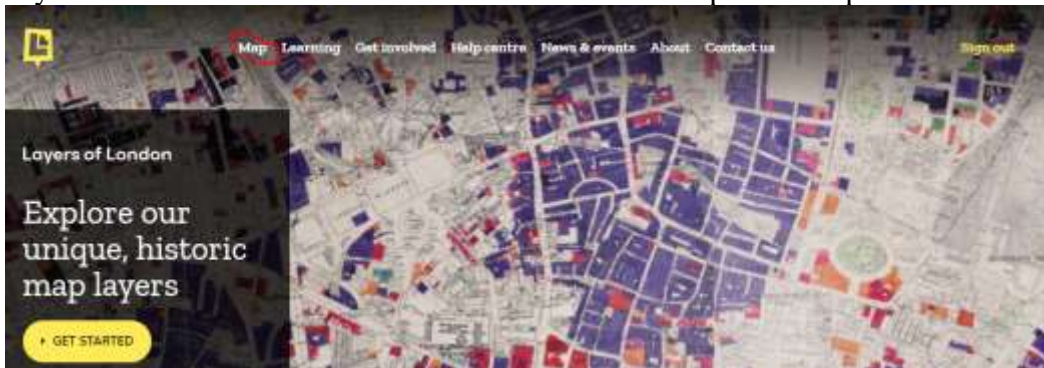 Map Learning Get involved Help centre News & events About Contact us Sign out
Layers of London
Explore our
unique, historic
map layers
GET STARTED